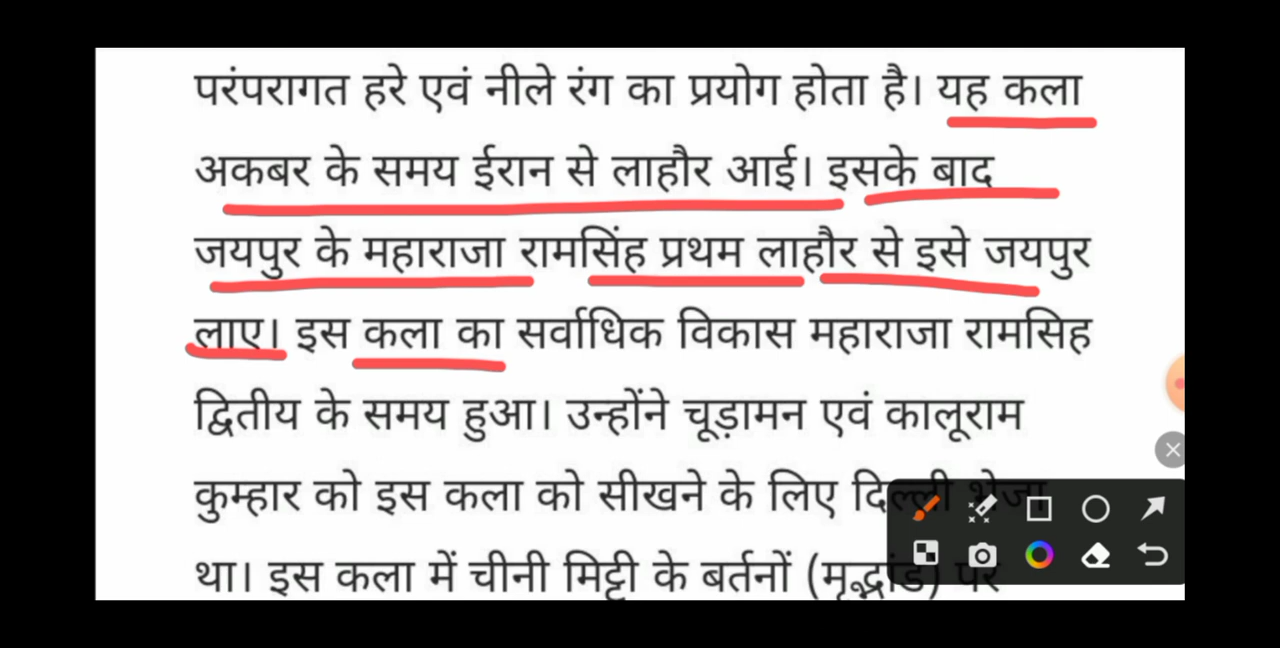 परंपरागत हरे एवं नीले रंग का प्रयोग होता है। यह कला
अकबर के समय ईरान से लाहौर आई। इसके बाद
जयपुर के महाराजा रामसिंह प्रथम लाहौर से इसे जयपुर
लाए। इस कला का सर्वाधिक विकास महाराजा रामसिह
द्वितीय के समय हुआ। उन्होंने चूड़ामन एवं कालूराम
कुम्हार को इस कला को सीखने के लिए दिल्ली भेजा
था। इस कला में चीनी मिट्टी के बर्तनों (मृद्भांड) पर